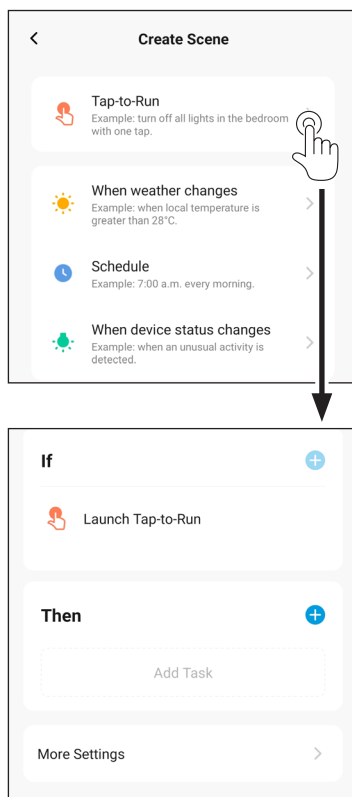 Create Scene
Tap-to-Run
Example: turn off all lights in the bedroom
with one tap.
When weather changes
Example: when local temperature is
greater than 28°C.
Schedule
Example: 7:00 a.m. every morning.
When device status changes
Example: when an unusual activity is
detected.
If
Launch Tap-to-Run
Then
Add Task
More Settings